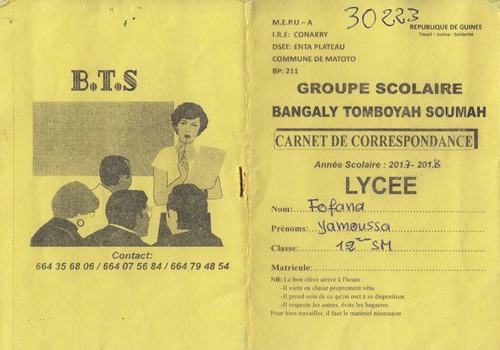 B.T.S
Contact:
664 35 68 06 / 664 07 56 84 / 664 79 48 54
30223
M.E.P.U – A
I.R.E: CONAKRY
DSEE: ENTA PLATEAU
COMMUNE DE MATOTO
BP: 211
REPUBLIQUE DE GUINEE
Travail - Justice - Solidarité
GROUPE SCOLAIRE
BANGALY TOMBOYAH SOUMAH
CARNET DE CORRESPONDANCE
Année Scolaire : 2017- 2018
LYCEE
Nom: Fofana
Prénoms: Yamoussa
Classe: 12ème SM
Matricule:
NB: Le bon élève arrive à l'heure
-Il vient en classe proprement vêtu
-Il prend soin de ce qu'on met à sa disposition
-Il respecte les autres, évite les bagarres
Pour bien travailler, il faut le matériel nécessaire